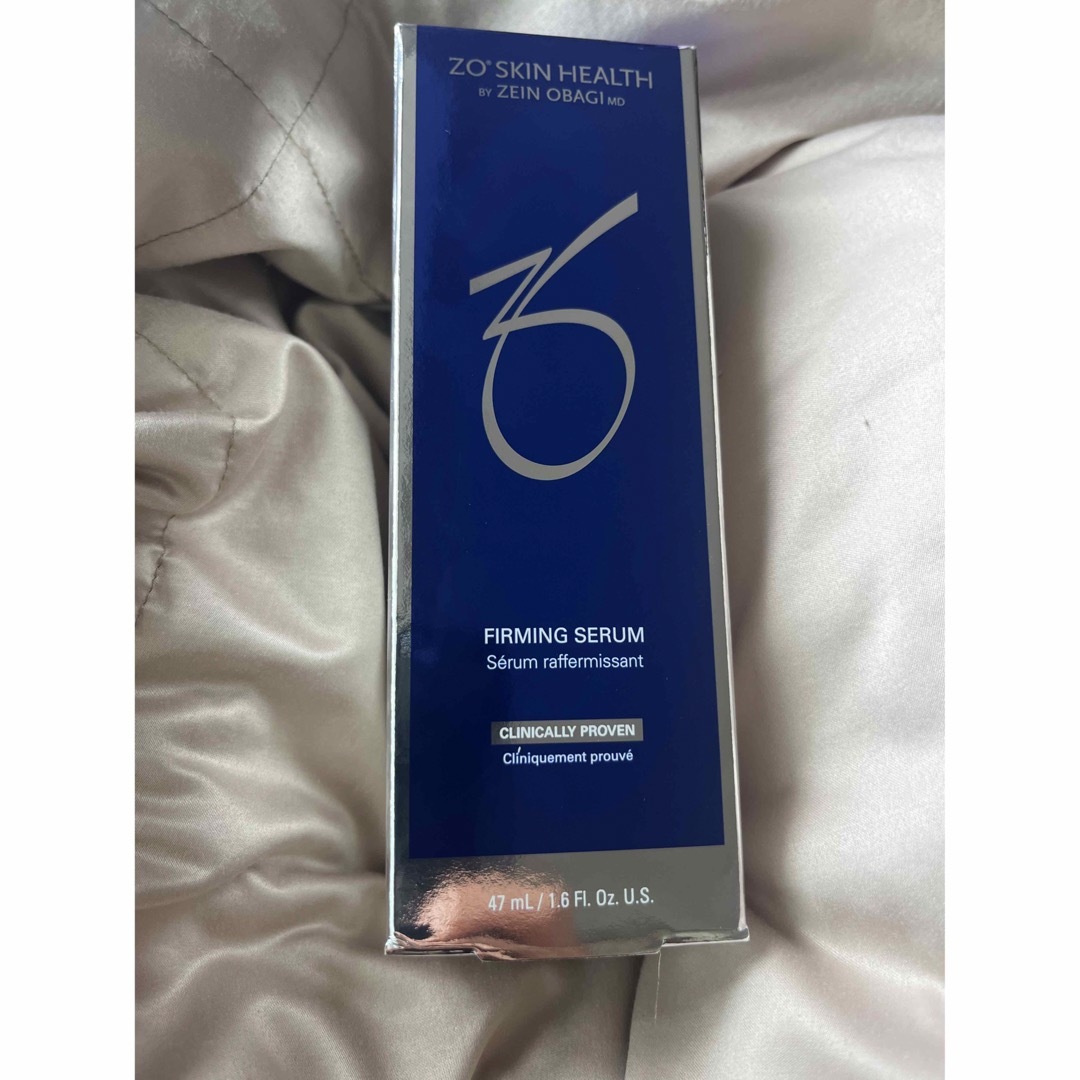 ZO® SKIN HEALTH
BY ZEIN OBAGI MD
ZO
FIRMING SERUM
Sérum raffermissant
CLINICALLY PROVEN
Cliniquement prouvé
47 mL / 1.6 Fl. Oz. U.S.